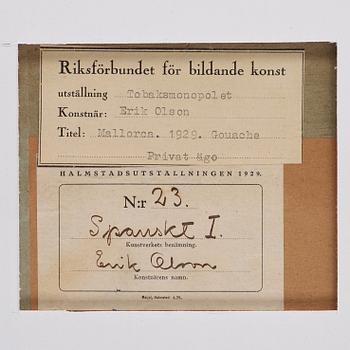 Riksförbundet för bildande konst
utställning Tobaksmonopolet
Konstnär: Erik Olson
Titel: Mallorca. 1929. Gouache
Privat ägo
HALMSTADSUTSTÄLLNINGEN 1929.
N:r 23.
Spanskt I.
Konstverkets benämning.
Erik Olson
Konstnärens namn.